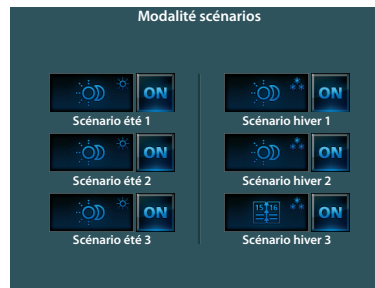 Modalité scénarios
ON
ON
Scénario été 1
Scénario hiver 1
ON
ON
Scénario été 2
Scénario hiver 2
ON
15 16
ON
Scénario été 3
Scénario hiver 3